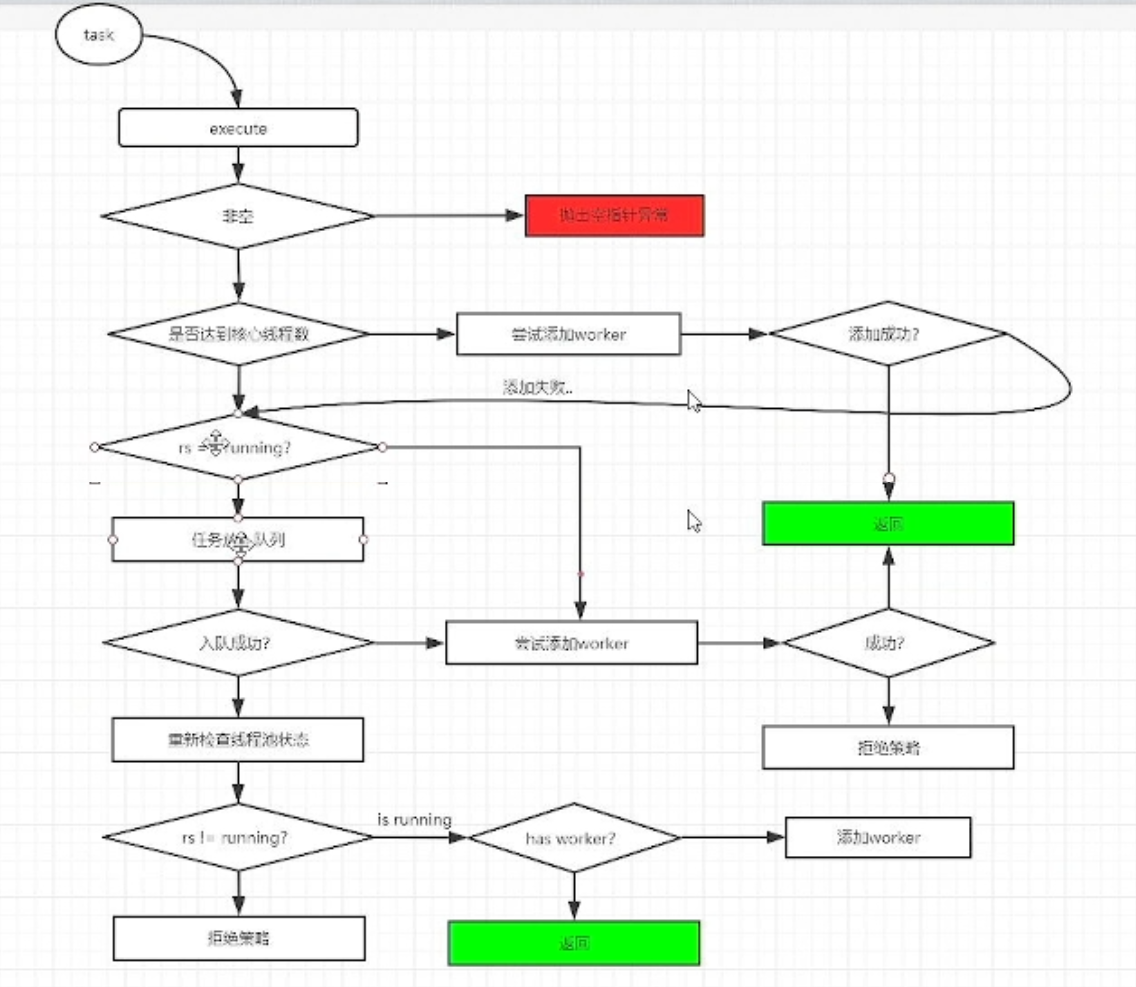 task
execute
非空
抛出空指针异常
是否达到核心线程数
尝试添加worker
添加成功?
添加失败..
rs unning?
返回
任务 队列
入队成功?
尝试添加worker
成功?
重新检查线程池状态
拒绝策略
is running
rs != running?
has worker?
添加worker
拒绝策略
返回